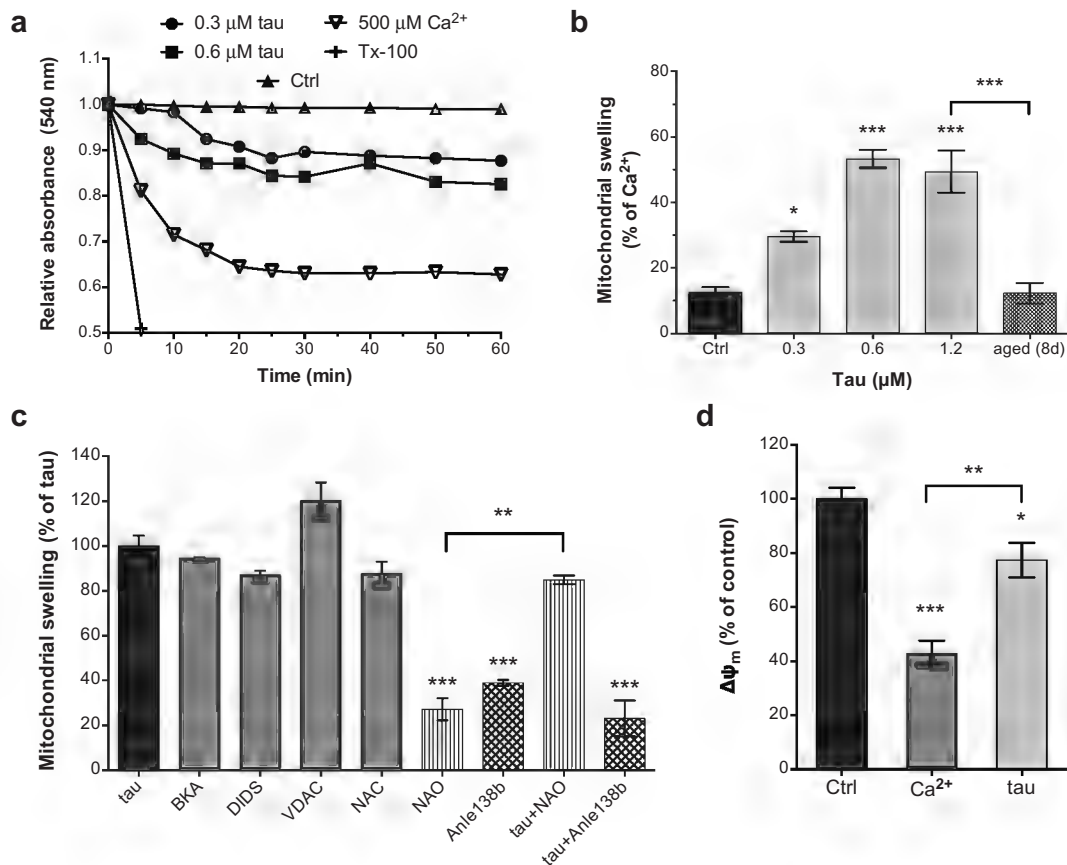 a
0.3 µM tau
500 µM Ca²⁺
0.6 µM tau
Tx-100
Ctrl
Relative absorbance (540 nm)
1.1
1.0
0.9
0.8
0.7
0.6
0.5
0 10 20 30 40 50 60
Time (min)
b
Mitochondrial swelling
(% of Ca²⁺)
80
60
40
20
0
*
***
***
***
Ctrl 0.3 0.6 1.2 aged (8d)
Tau (µM)
c
Mitochondrial swelling (% of tau)
140
120
100
80
60
40
20
0
***
***
**
***
tau BKA DIDS VDAC NAC NAO Anle138b tau+NAO tau+Anle138b
d
Δψm (% of control)
120
100
80
60
40
20
0
***
**
*
Ctrl Ca²⁺ tau